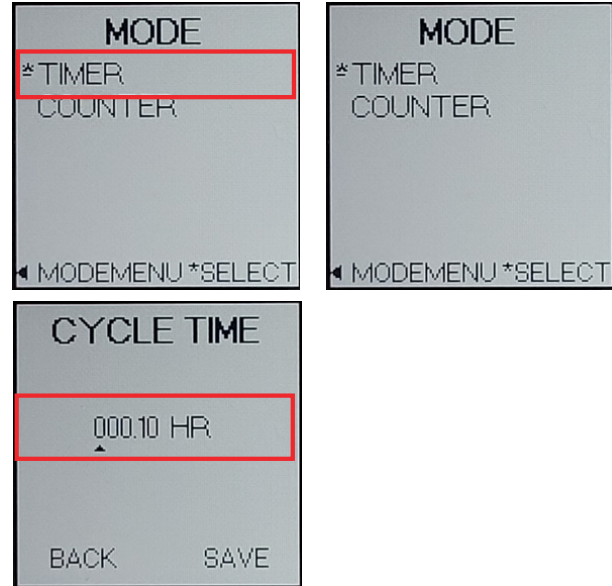 MODE
*TIMER
COUNTER
◄ MODEMENU *SELECT
MODE
*TIMER
COUNTER
◄ MODEMENU *SELECT
CYCLE TIME
000.10 HR
BACK SAVE